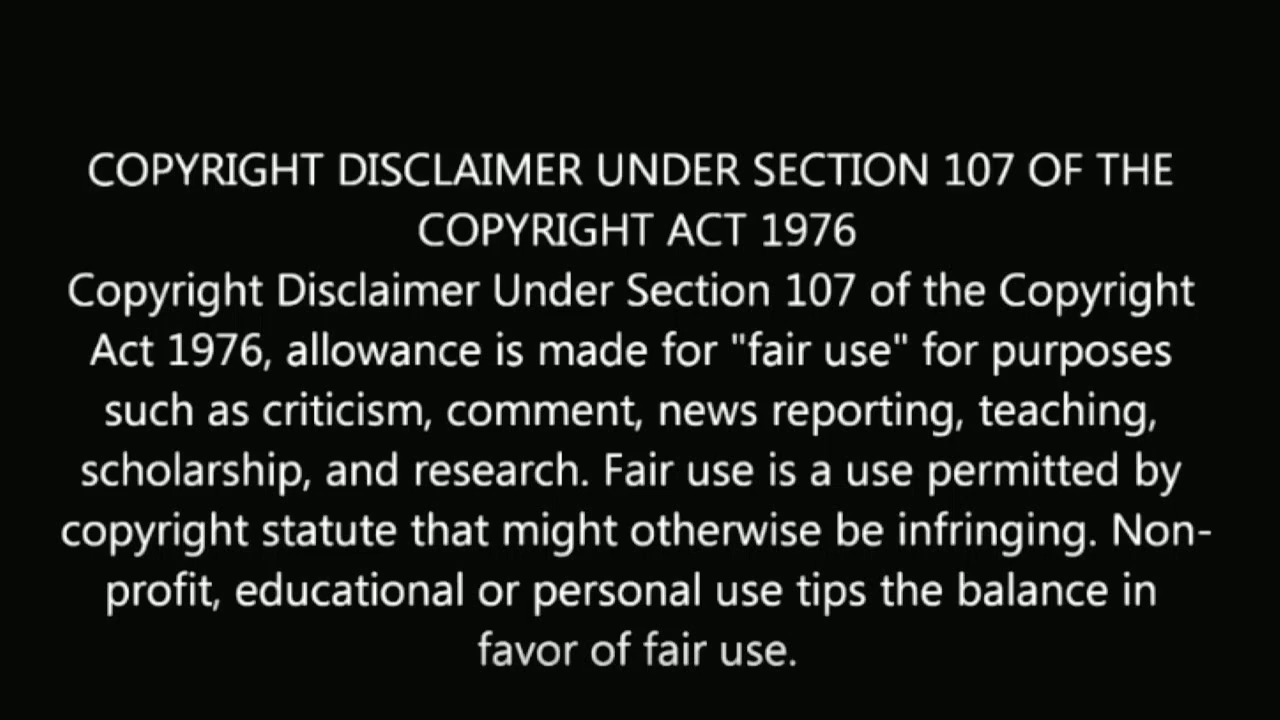 COPYRIGHT DISCLAIMER UNDER SECTION 107 OF THE
COPYRIGHT ACT 1976
Copyright Disclaimer Under Section 107 of the Copyright
Act 1976, allowance is made for "fair use" for purposes
such as criticism, comment, news reporting, teaching,
scholarship, and research. Fair use is a use permitted by
copyright statute that might otherwise be infringing. Non-
profit, educational or personal use tips the balance in
favor of fair use.